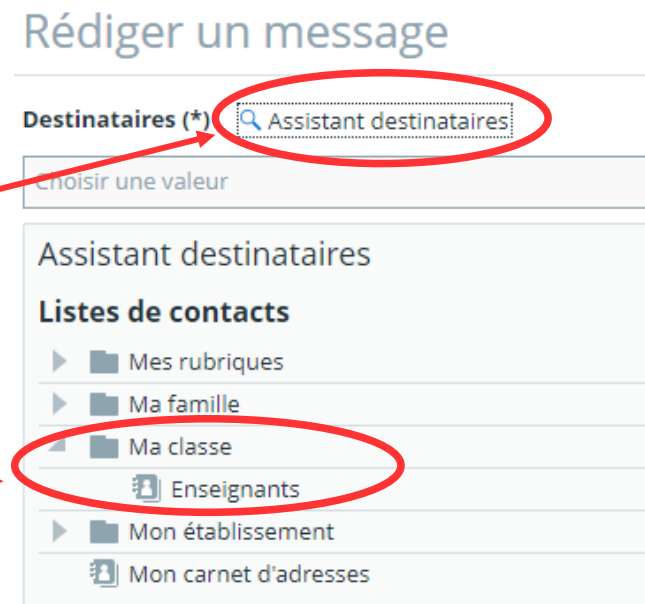 Rédiger un message
Destinataires (*) Assistant destinataires
Choisir une valeur
Assistant destinataires
Listes de contacts
Mes rubriques
Ma famille
Ma classe
Enseignants
Mon établissement
Mon carnet d'adresses